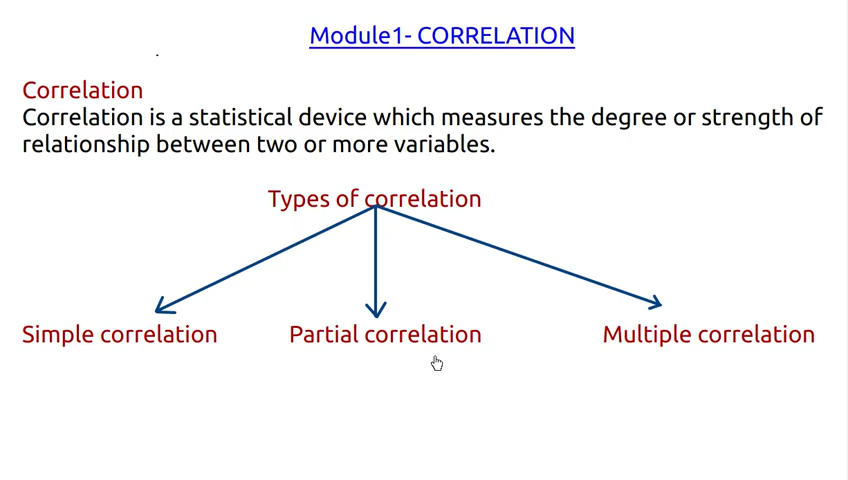 Module1- CORRELATION
Correlation
Correlation is a statistical device which measures the degree or strength of
relationship between two or more variables.
Types of correlation
Simple correlation Partial correlation Multiple correlation